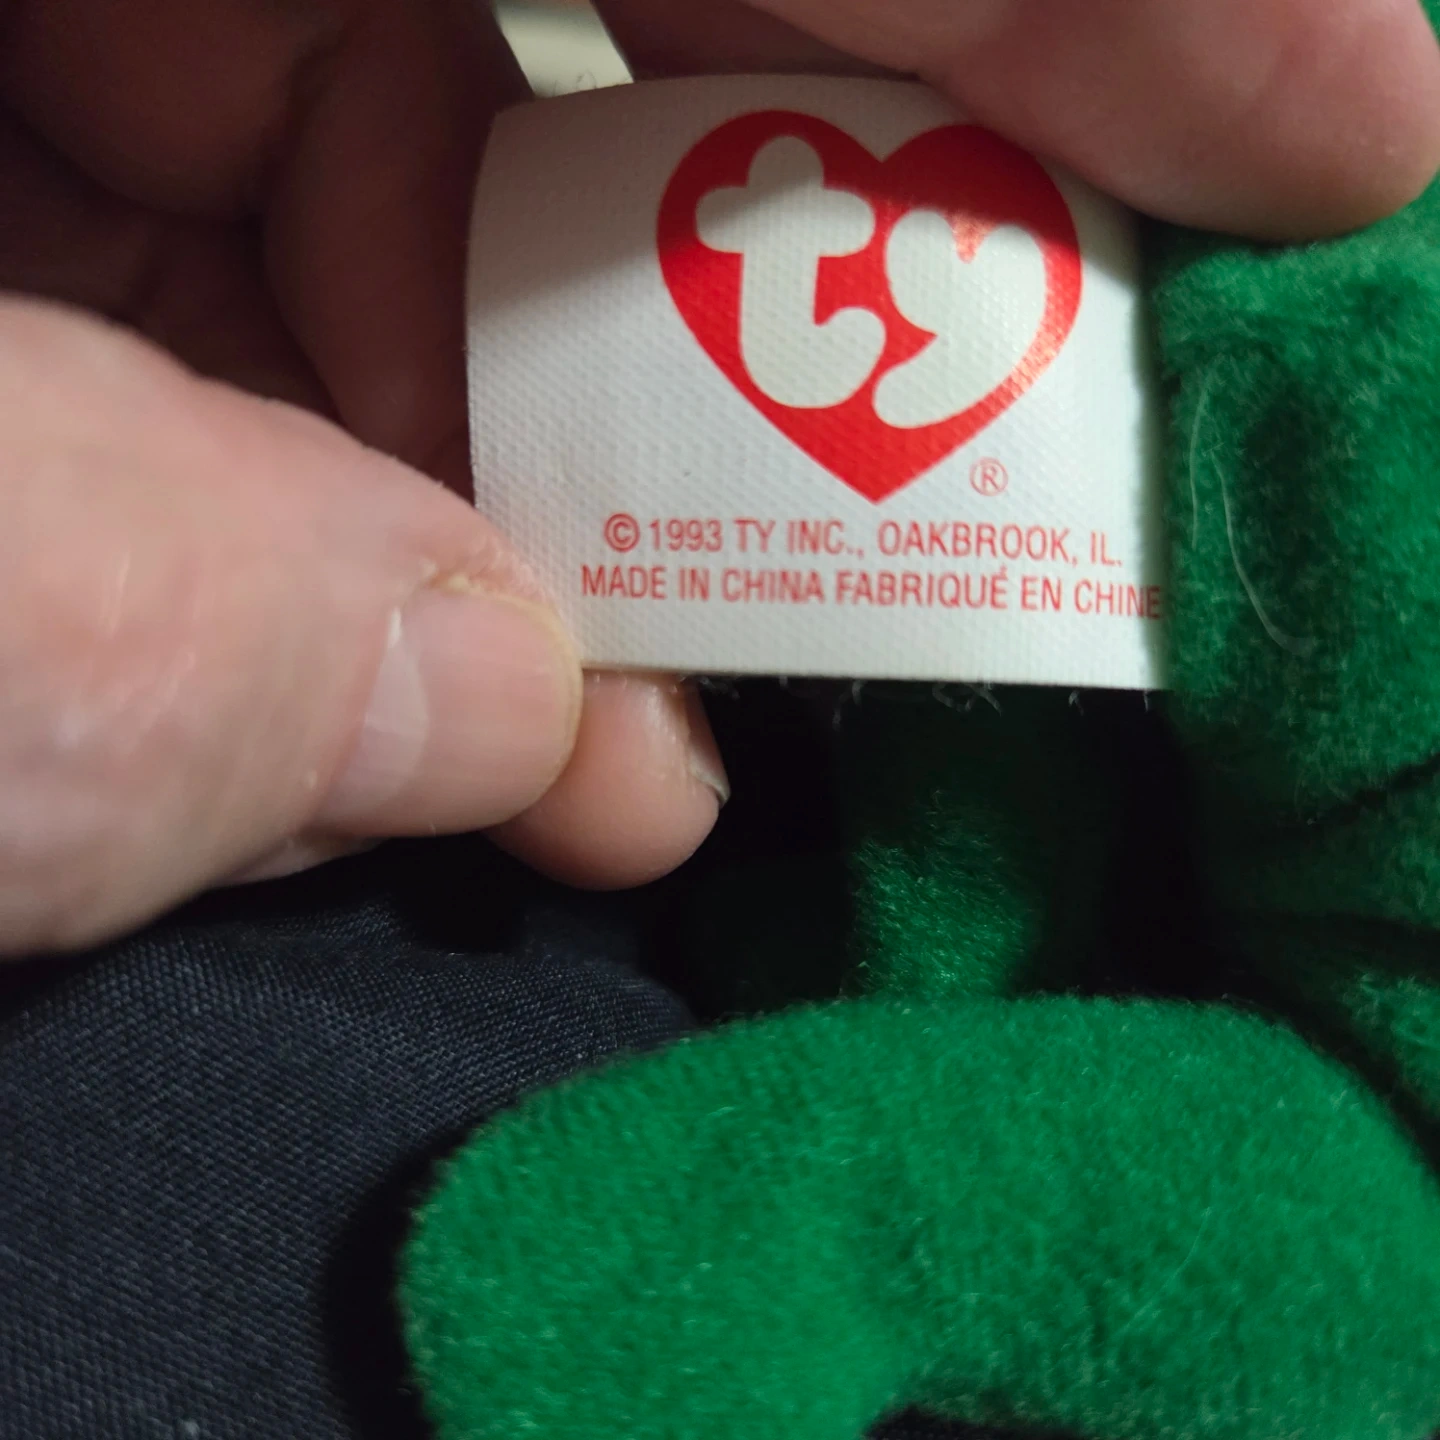 ty
®
© 1993 TY INC., OAKBROOK, IL.
MADE IN CHINA FABRIQUÉ EN CHINE